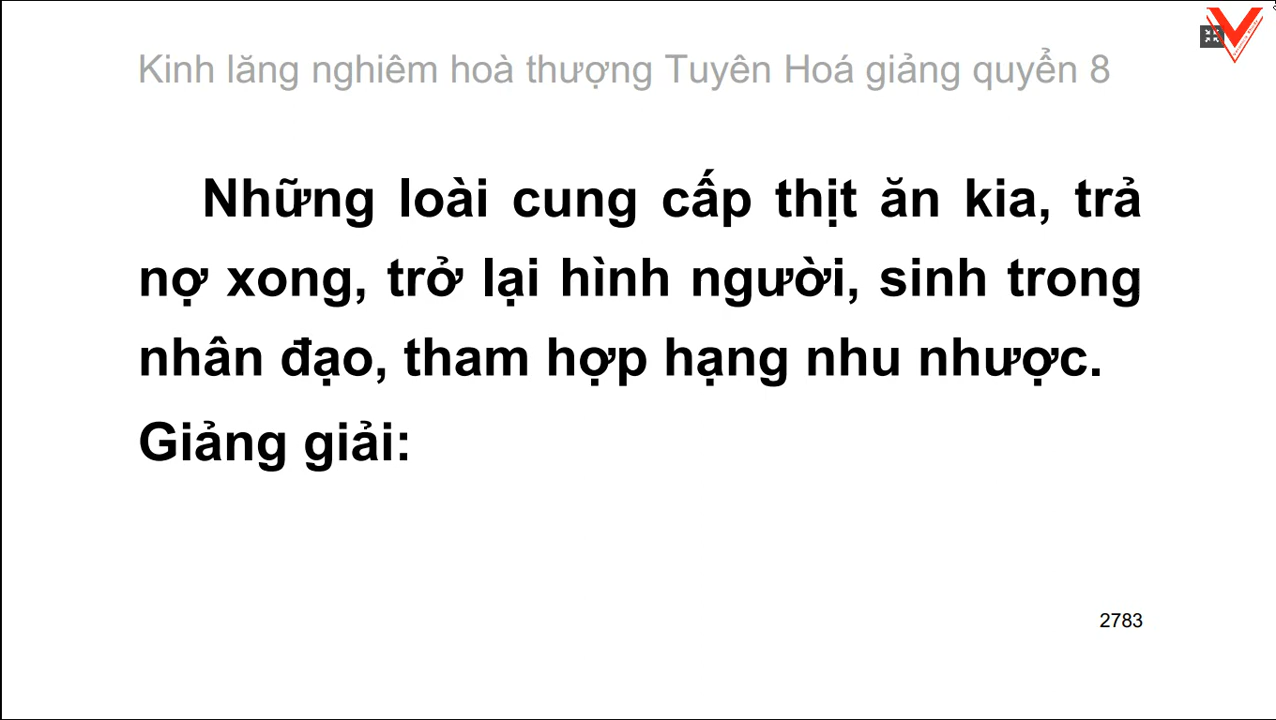 Kinh lăng nghiêm hoà thượng Tuyên Hoá giảng quyển 8
Những loài cung cấp thịt ăn kia, trả
nợ xong, trở lại hình người, sinh trong
nhân đạo, tham hợp hạng nhu nhược.
Giảng giải:
2783